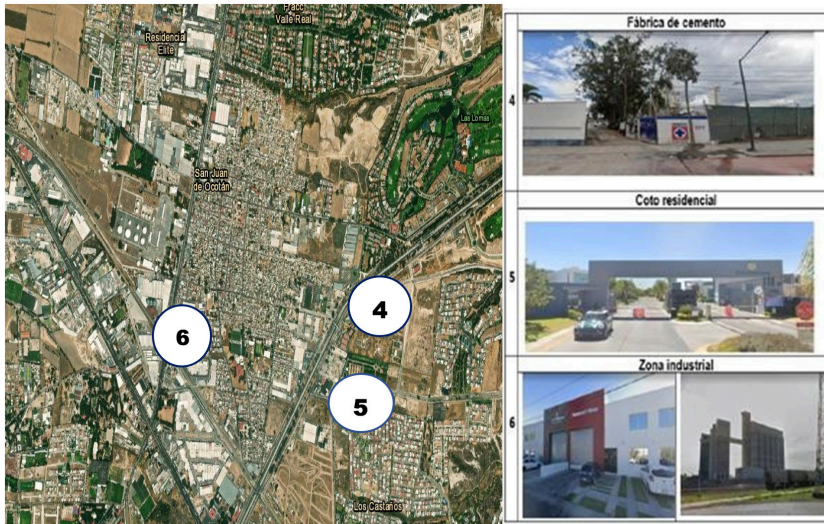 Fracc
Valle Real
Residencial
Elite
Las Lomas
San Juan
de Ocotán
4
6
5
Los Castaños
Fábrica de cemento
4
Coto residencial
5
Zona industrial
6